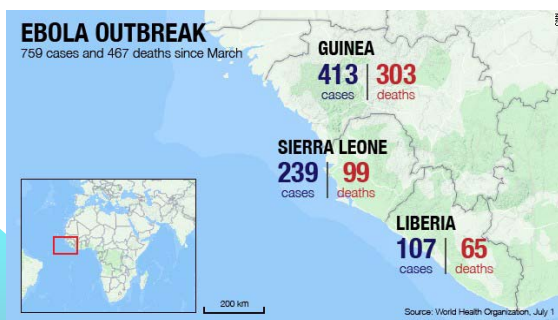 EBOLA OUTBREAK
759 cases and 467 deaths since March
GUINEA
413 303
cases deaths
SIERRA LEONE
239 99
cases deaths
LIBERIA
107 65
cases deaths
200 km
Source: World Health Organization, July 1